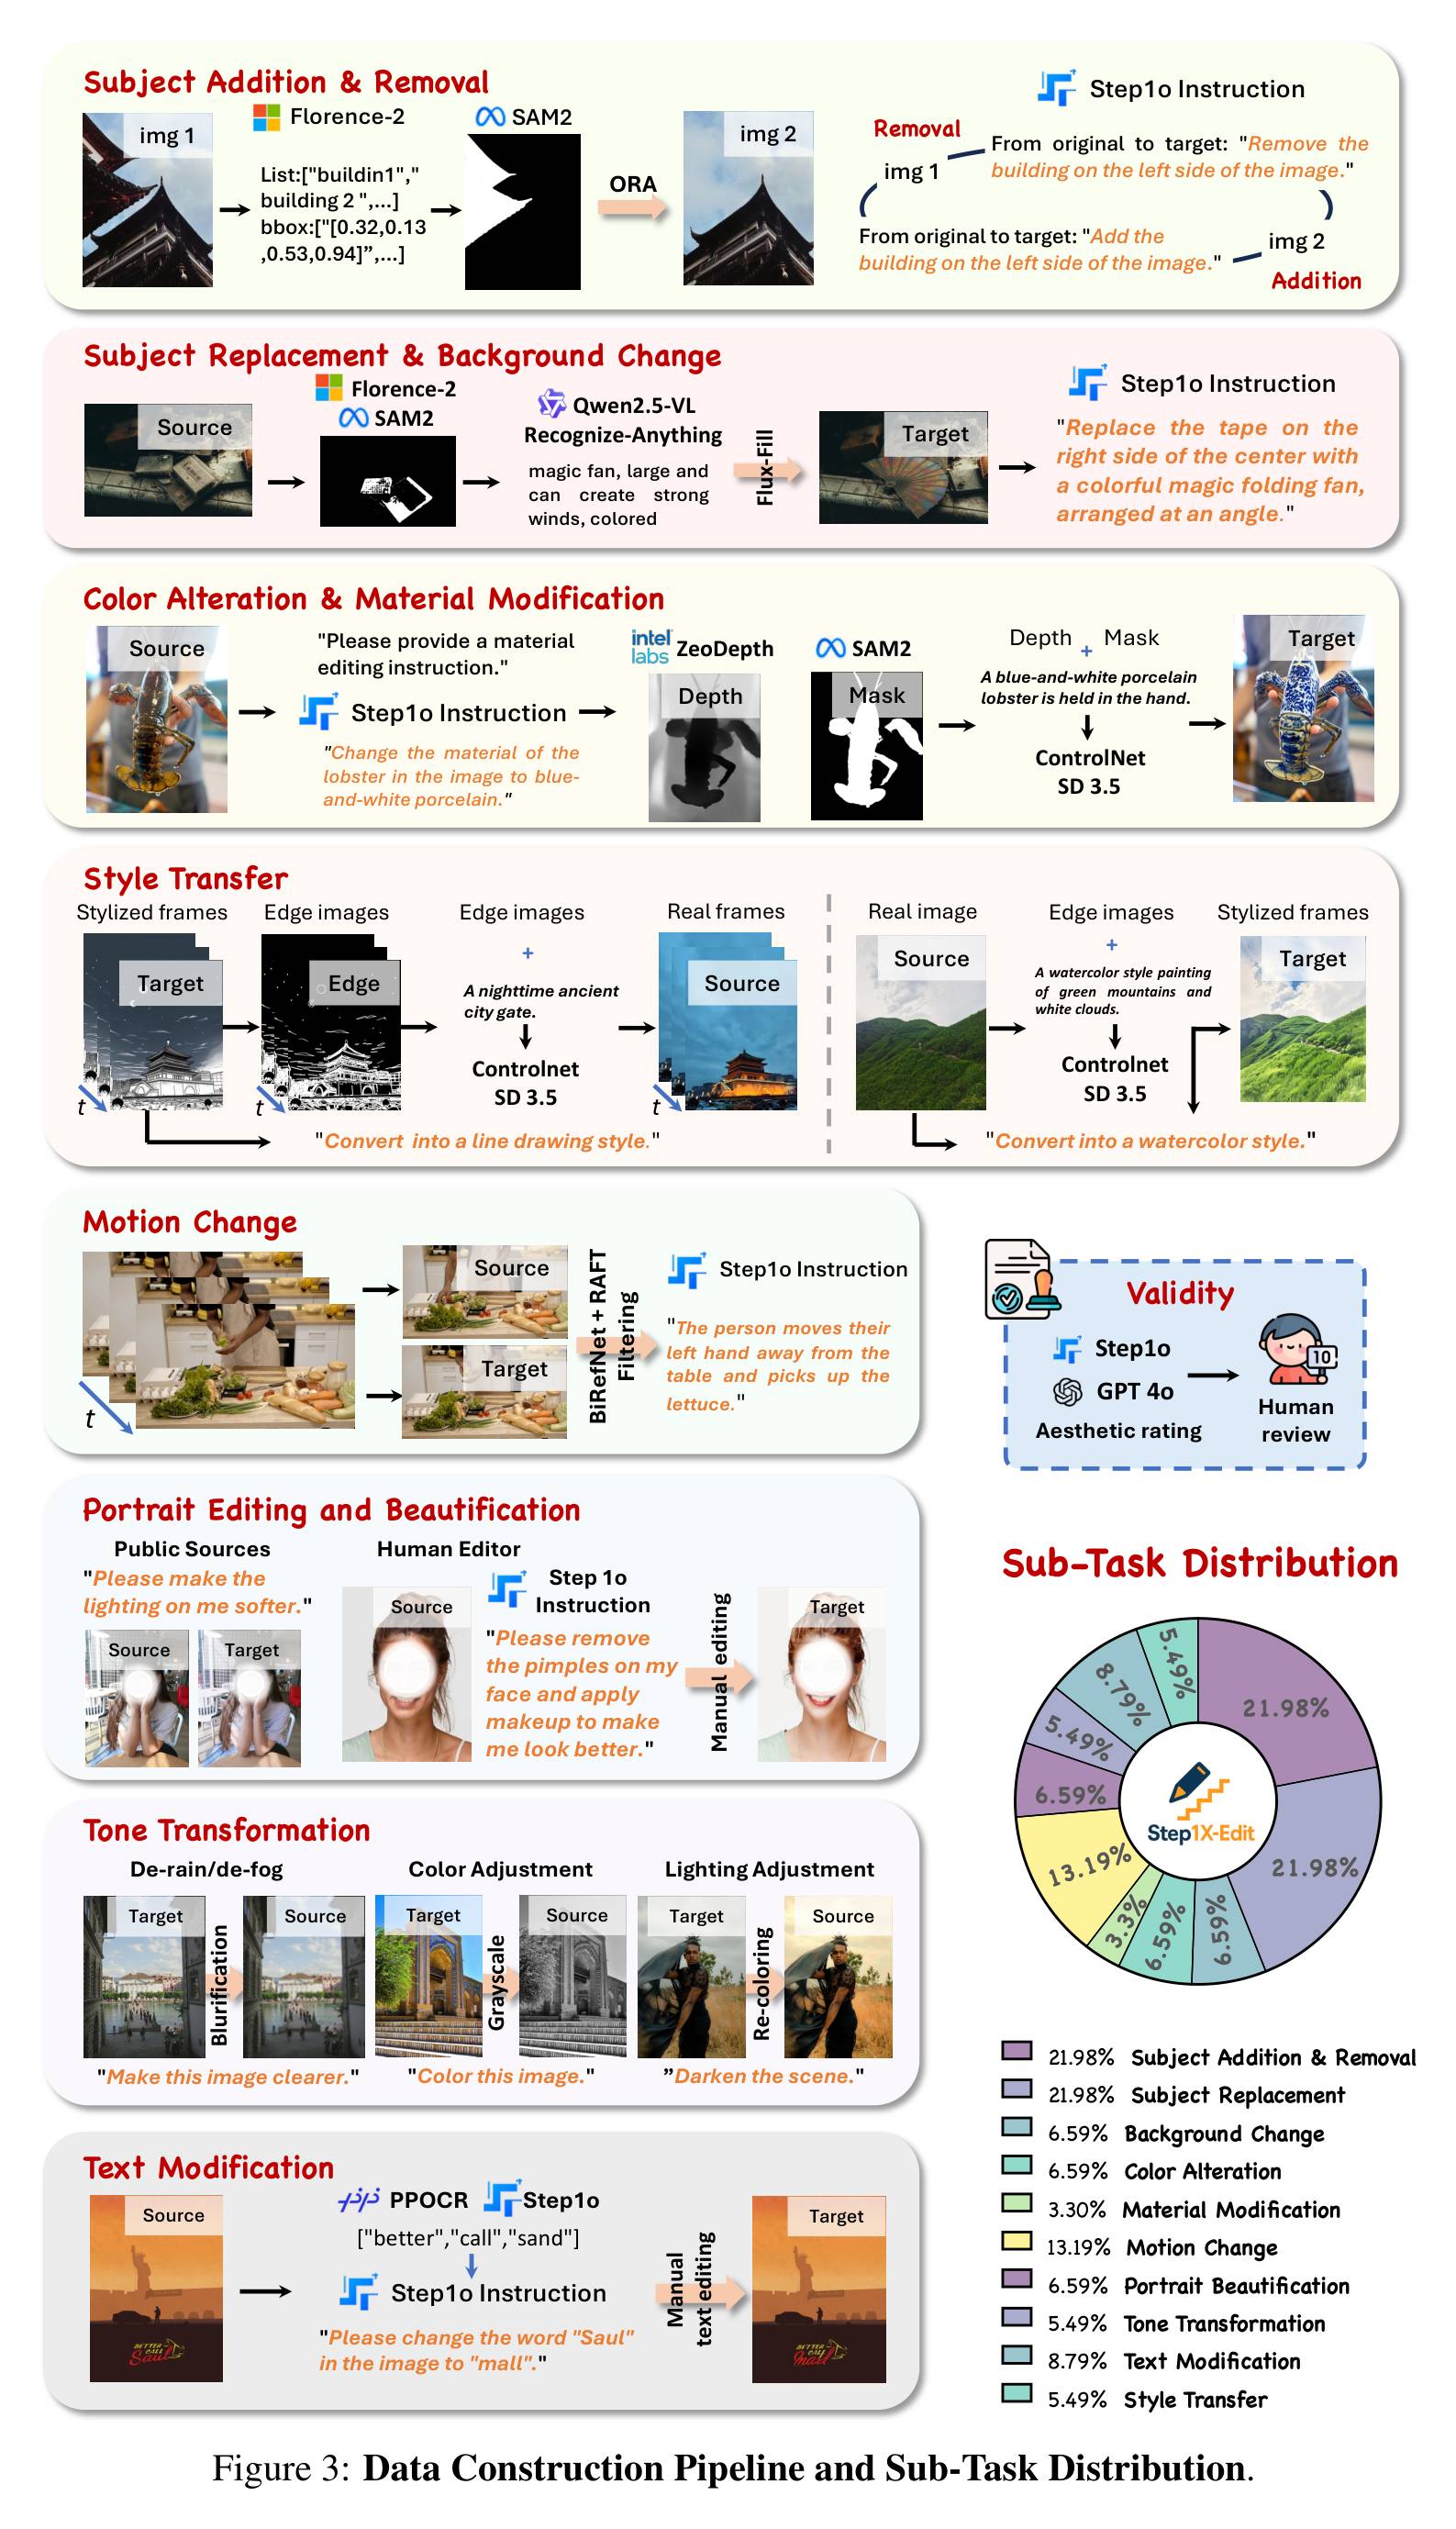 Subject Addition & Removal
img 1
Florence-2
List:["buildin1","
building 2 ",...]
bbox:["[0.32,0.13
,0.53,0.94]”,...]
SAM2
ORA
img 2
Step1o Instruction
Removal
img 1
From original to target: "Remove the
building on the left side of the image."
From original to target: "Add the
building on the left side of the image."
img 2
Addition
Subject Replacement & Background Change
Source
Florence-2
SAM2
Qwen2.5-VL
Recognize-Anything
magic fan, large and
can create strong
winds, colored
Flux-Fill
Target
Step1o Instruction
"Replace the tape on the
right side of the center with
a colorful magic folding fan,
arranged at an angle."
Color Alteration & Material Modification
Source
"Please provide a material
editing instruction."
Step1o Instruction
"Change the material of the
lobster in the image to blue-
and-white porcelain."
intel labs ZeoDepth
Depth
SAM2
Mask
Depth + Mask
A blue-and-white porcelain
lobster is held in the hand.
ControlNet
SD 3.5
Target
Style Transfer
Stylized frames
Target
t
Edge images
Edge
t
Edge images
+
A nighttime ancient
city gate.
Controlnet
SD 3.5
Real frames
Source
t
"Convert into a line drawing style."
Real image
Source
Edge images
+
A watercolor style painting
of green mountains and
white clouds.
Controlnet
SD 3.5
Stylized frames
Target
"Convert into a watercolor style."
Motion Change
t
Source
Target
BiRefNet + RAFT
Filtering
Step1o Instruction
"The person moves their
left hand away from the
table and picks up the
lettuce."
Validity
Step1o
GPT 4o
Aesthetic rating
10
Human
review
Portrait Editing and Beautification
Public Sources
"Please make the
lighting on me softer."
Source
Target
Human Editor
Source
Step 1o
Instruction
"Please remove
the pimples on my
face and apply
makeup to make
me look better."
Manual editing
Target
Tone Transformation
De-rain/de-fog
Target
Blurification
Source
"Make this image clearer."
Color Adjustment
Target
Grayscale
Source
"Color this image."
Lighting Adjustment
Target
Re-coloring
Source
”Darken the scene."
Text Modification
Source
BETTER
CALL
Saul
PPOCR
Step1o
["better","call","sand"]
Step1o Instruction
"Please change the word "Saul"
in the image to "mall"."
Manual
text editing
Target
BETTER
CALL
mall
Sub-Task Distribution
21.98%
21.98%
6.59%
6.59%
3.3%
13.19%
6.59%
5.49%
8.79%
5.49%
Step1X-Edit
21.98% Subject Addition & Removal
21.98% Subject Replacement
6.59% Background Change
6.59% Color Alteration
3.30% Material Modification
13.19% Motion Change
6.59% Portrait Beautification
5.49% Tone Transformation
8.79% Text Modification
5.49% Style Transfer
Figure 3: Data Construction Pipeline and Sub-Task Distribution.